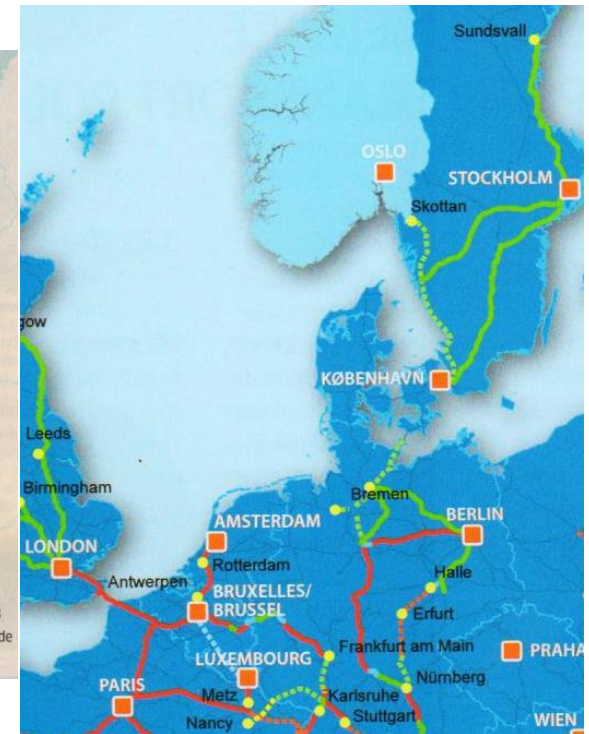 Sundsvall
OSLO
STOCKHOLM
Skottan
gow
KØBENHAVN
Leeds
Birmingham
Bremen
AMSTERDAM
BERLIN
LONDON
Rotterdam
Halle
Antwerpen
BRUXELLES/
BRUSSEL
Erfurt
de
Frankfurt am Main
PRAHA
LUXEMBOURG
Nürnberg
PARIS
Metz
Karlsruhe
Nancy
Stuttgart
WIEN